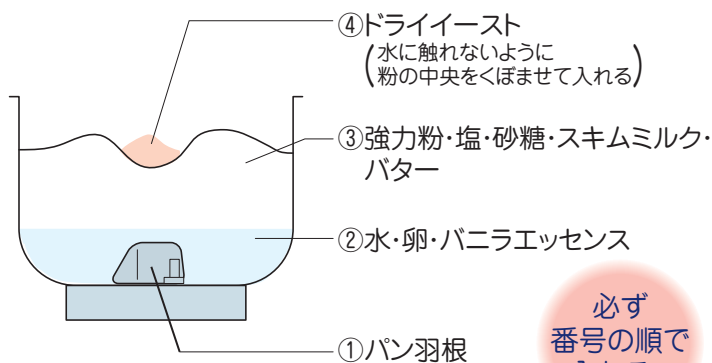 ④ドライイースト
(水に触れないように
粉の中央をくぼませて入れる)
③強力粉・塩・砂糖・スキムミルク・
バター
②水・卵・バニラエッセンス
①パン羽根
必ず
番号の順で